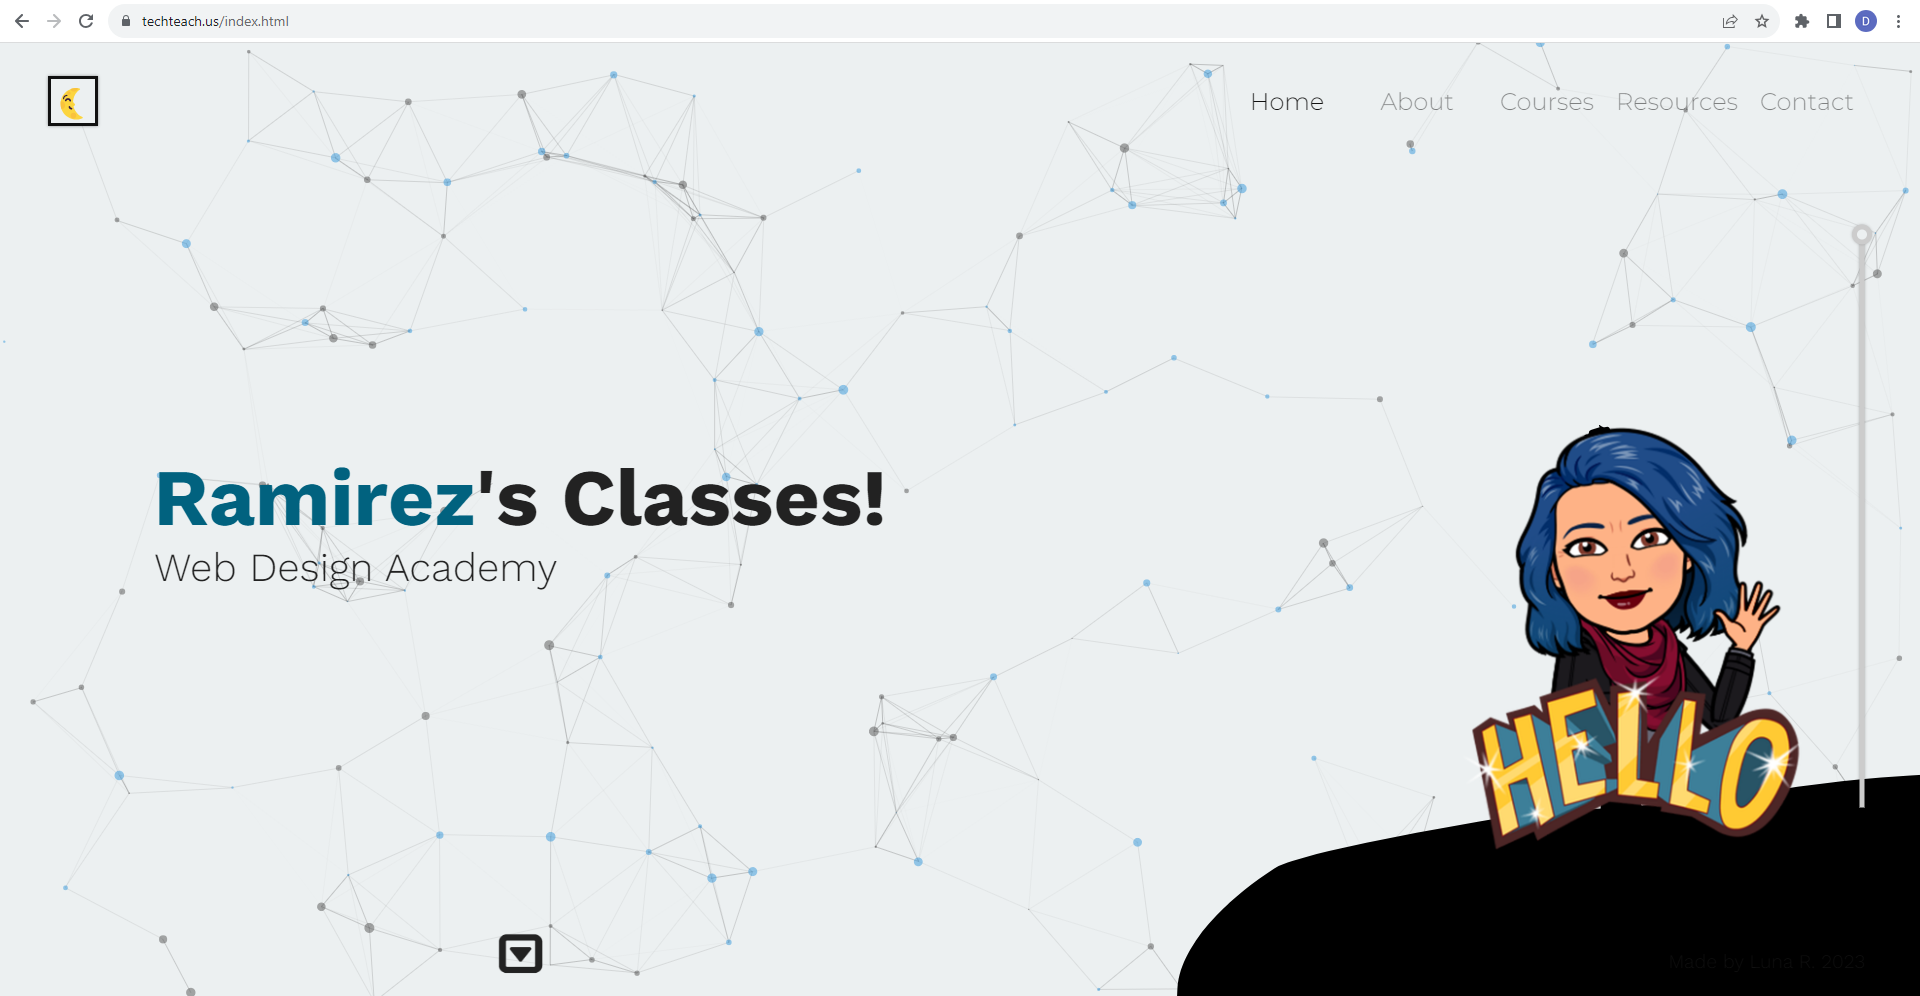 techteach.us/index.html
D
Home About Courses Resources Contact
Ramirez's Classes!
Web Design Academy
HELLO
Made by Luna R. 2023